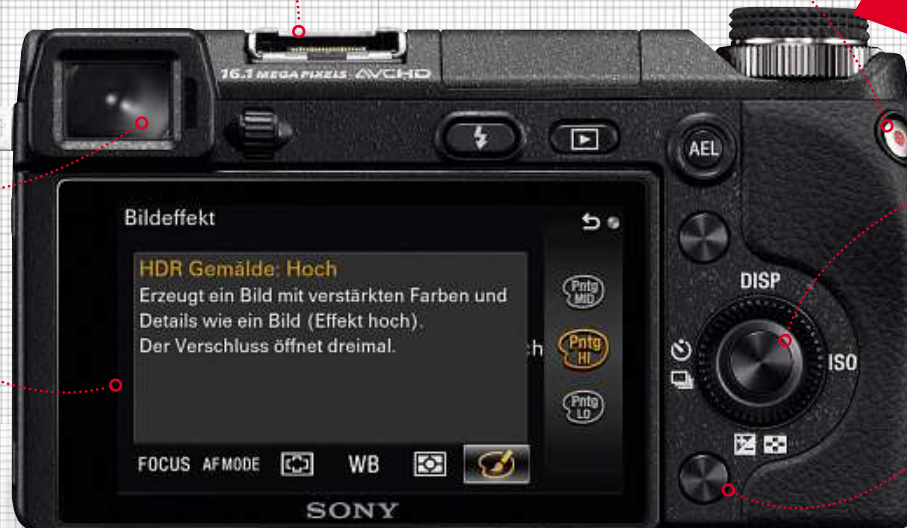 16.1 MEGA PIXELS AVCHD
AEL
Bildeffekt
HDR Gemälde: Hoch
Erzeugt ein Bild mit verstärkten Farben und
Details wie ein Bild (Effekt hoch).
Der Verschluss öffnet dreimal.
ch
Pntg
MID
Pntg
HI
Pntg
LO
DISP
ISO
FOCUS AF MODE WB
SONY